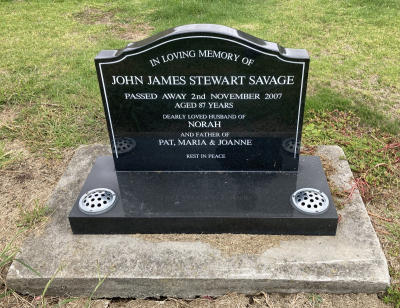 IN LOVING MEMORY OF
JOHN JAMES STEWART SAVAGE
PASSED AWAY 2nd NOVEMBER 2007
AGED 87 YEARS
DEARLY LOVED HUSBAND OF
NORAH
AND FATHER OF
PAT, MARIA & JOANNE
REST IN PEACE